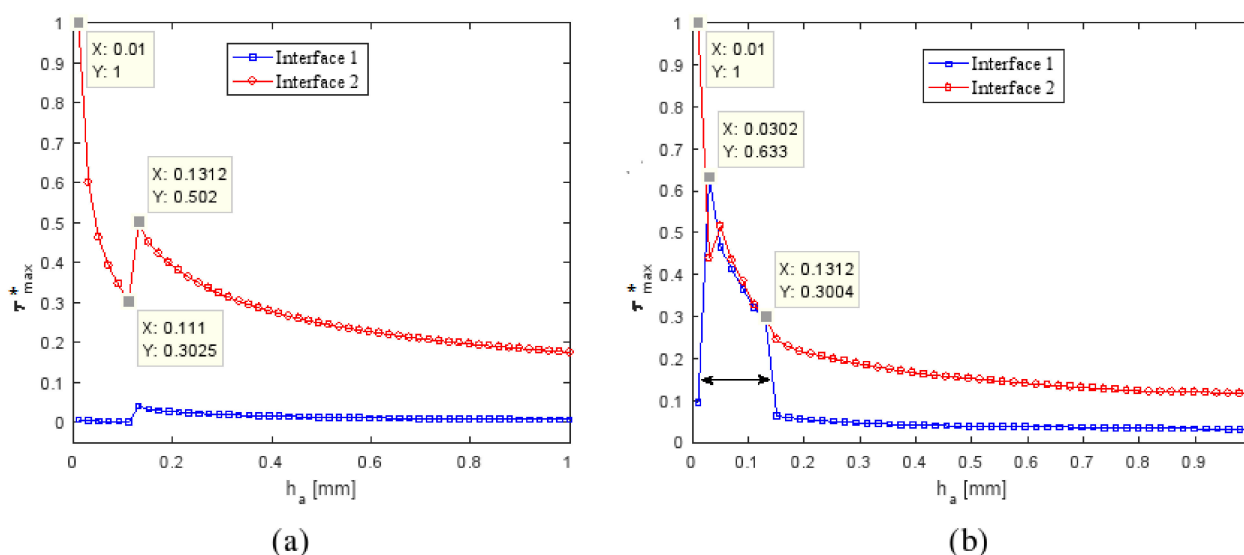 1
0.9
0.8
0.7
0.6
0.5
0.4
0.3
0.2
0.1
0
τ*max
X: 0.01
Y: 1
Interface 1
Interface 2
X: 0.1312
Y: 0.502
X: 0.111
Y: 0.3025
0 0.2 0.4 0.6 0.8 1
h a [mm]
(a)
1
0.9
0.8
0.7
0.6
0.5
0.4
0.3
0.2
0.1
0
τ*max
X: 0.01
Y: 1
Interface 1
Interface 2
X: 0.0302
Y: 0.633
X: 0.1312
Y: 0.3004
0 0.1 0.2 0.3 0.4 0.5 0.6 0.7 0.8 0.9
h a [mm]
(b)